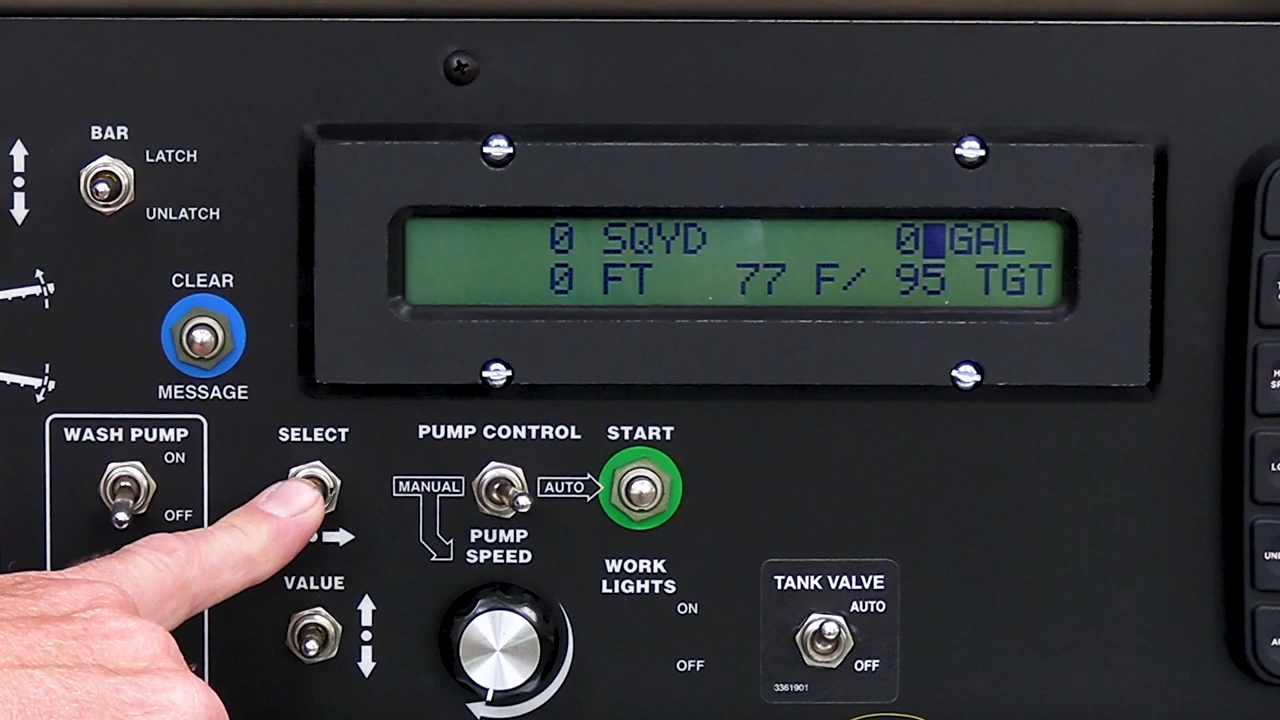 BAR
LATCH
UNLATCH
0 SQYD 0 GAL
0 FT 77 F/ 95 TGT
CLEAR
MESSAGE
WASH PUMP
ON
OFF
SELECT
PUMP CONTROL
START
MANUAL
AUTO
PUMP
SPEED
VALUE
WORK
LIGHTS
ON
OFF
TANK VALVE
AUTO
OFF
3361901